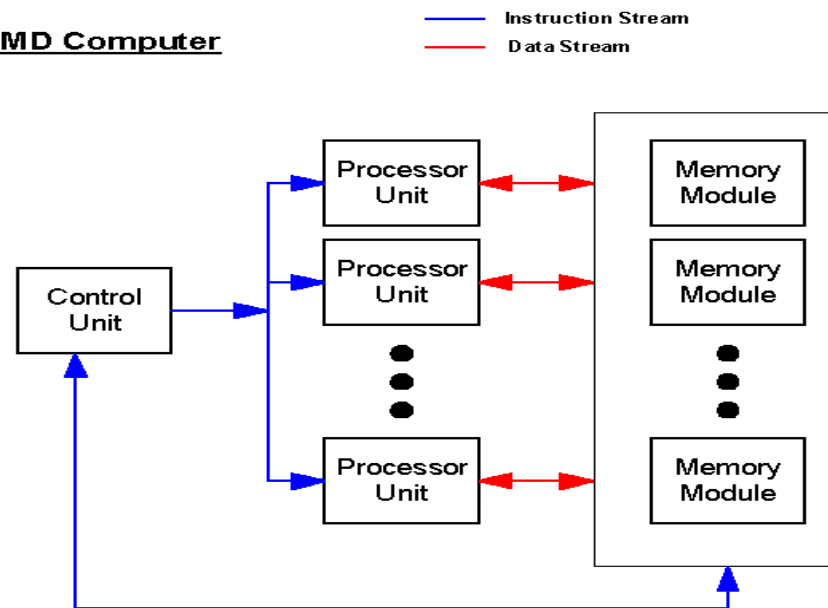 MD Computer
Instruction Stream
Data Stream
Processor
Unit
Memory
Module
Processor
Unit
Memory
Module
Control
Unit
Processor
Unit
Memory
Module